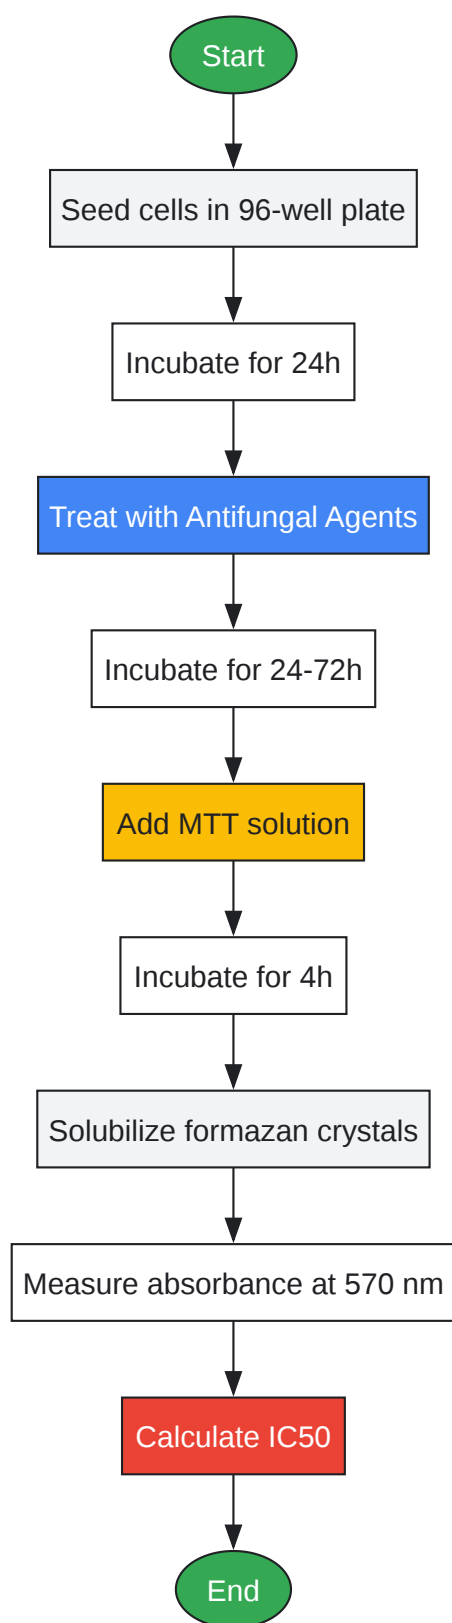 Start
Seed cells in 96-well plate
Incubate for 24h
Treat with Antifungal Agents
Incubate for 24-72h
Add MTT solution
Incubate for 4h
Solubilize formazan crystals
Measure absorbance at 570 nm
Calculate IC50
End